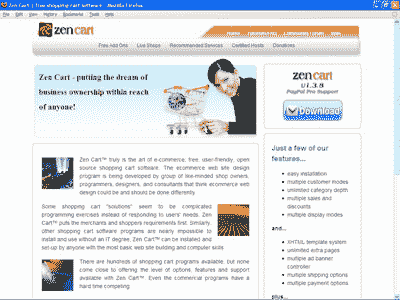 Zen Cart
File Edit View History Bookmarks Tools Help
zen cart
Free Add Ons Live Shops Recommended Services Certified Hosts Donations
Zen Cart - putting the dream of
business ownership within reach
of anyone!
zen cart
v1.3.8
PayPal Pro Support
Download
Just a few of our
features...
easy installation
multiple customer modes
unlimited category depth
multiple sales and
discounts
multiple display modes
and...
XHTML template system
unlimited extra pages
multiple ad banner
controller
multiple shipping options
multiple payment options
plus...
Zen Cart™ truly is the art of e-commerce; free, user-friendly, open
source shopping cart software. The ecommerce web site design
program is being developed by group of like-minded shop owners,
programmers, designers, and consultants that think ecommerce web
design could be and should be done differently.
Some shopping cart "solutions" seem to be complicated
programming exercises instead of responding to users' needs. Zen
Cart™ puts the merchants and shoppers requirements first. Similarly,
other shopping cart software programs are nearly impossible to
install and use without an IT degree, Zen Cart™ can be installed and
set-up by anyone with the most basic web site building and computer skills.
There are hundreds of shopping cart programs available, but none
come close to offering the level of options, features and support
available with Zen Cart™. Even the commercial programs have a
hard time competing.